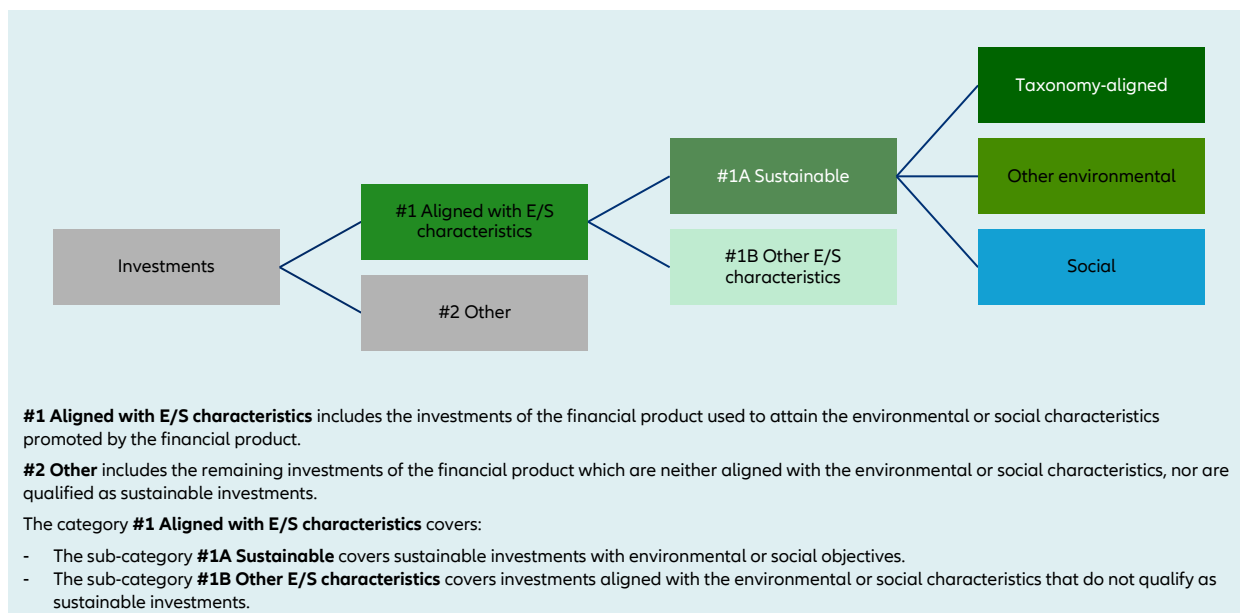 Taxonomy-aligned
#1A Sustainable
Other environmental
#1 Aligned with E/S
characteristics
#1B Other E/S
characteristics
Investments
Social
#2 Other
#1 Aligned with E/S characteristics includes the investments of the financial product used to attain the environmental or social characteristics
promoted by the financial product.
#2 Other includes the remaining investments of the financial product which are neither aligned with the environmental or social characteristics, nor are
qualified as sustainable investments.
The category #1 Aligned with E/S characteristics covers:
- The sub-category #1A Sustainable covers sustainable investments with environmental or social objectives.
- The sub-category #1B Other E/S characteristics covers investments aligned with the environmental or social characteristics that do not qualify as
sustainable investments.